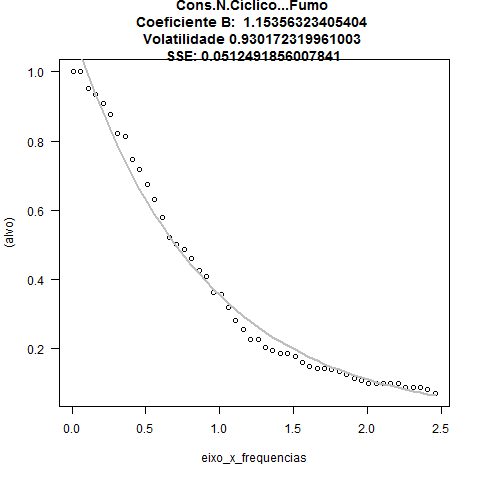 Cons.N.Ciclico...Fumo
Coeficiente B:  1.15356323405404
Volatilidade 0.930172319961003
SSE: 0.0512491856007841
1.0
0.8
0.6
0.4
0.2
(alvo)
0.0 0.5 1.0 1.5 2.0 2.5
eixo_x_frequencias